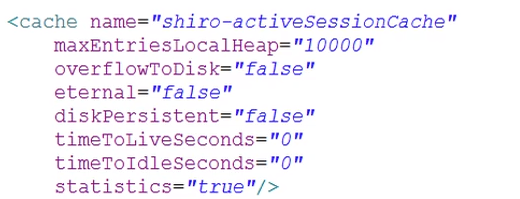 <cache name="shiro-activeSessionCache"
maxEntriesLocalHeap="10000"
overflowToDisk="false"
eternal="false"
diskPersistent="false"
timeToLiveSeconds="0"
timeToIdleSeconds="0"
statistics="true"/>